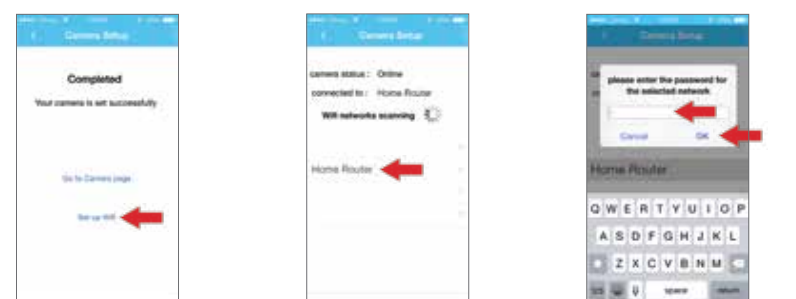 Camera Setup
Completed
Your camera is set successfully
Go to Camera page
Set up Wifi
Camera Setup
camera status : Online
connected to : Home Router
Wifi networks scanning
Home Router
Camera Setup
please enter the password for
the selected network
Cancel OK
Home Router
Q W E R T Y U I O P
A S D F G H J K L
Z X C V B N M
123 space return